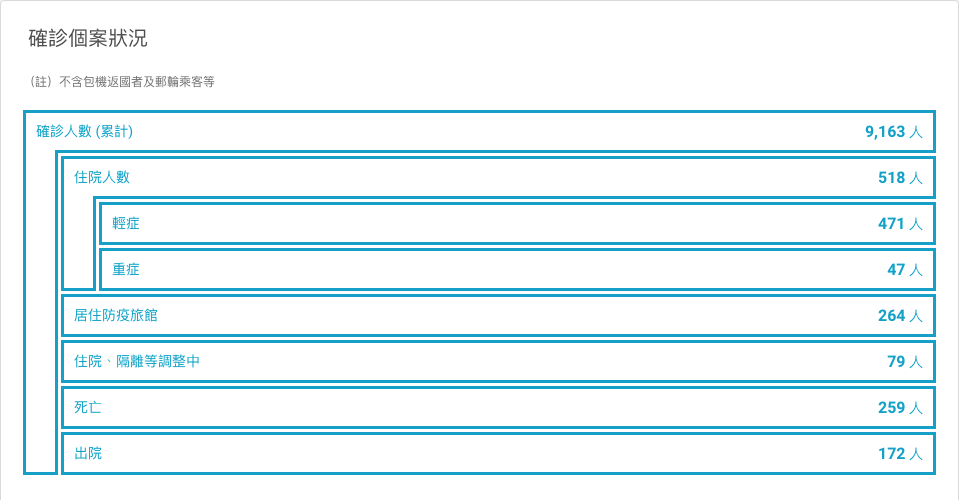 確診個案狀況
（註）不含包機返國者及郵輪乘客等
確診人數 (累計) 9,163 人
住院人數 518 人
輕症 471 人
重症 47 人
居住防疫旅館 264 人
住院、隔離等調整中 79 人
死亡 259 人
出院 172 人